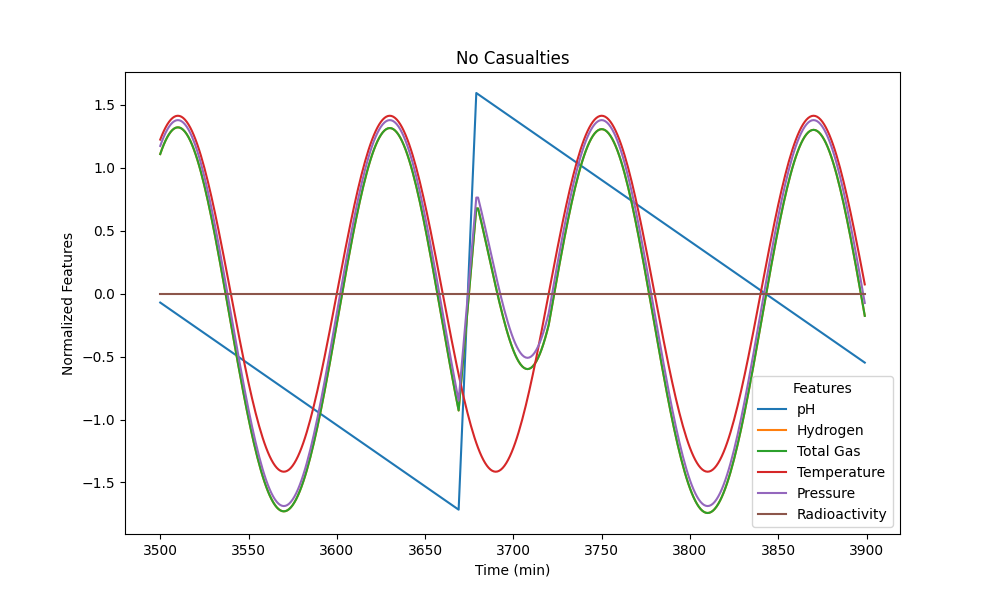 No Casualties
Normalized Features
1.5
1.0
0.5
0.0
−0.5
−1.0
−1.5
Features
pH
Hydrogen
Total Gas
Temperature
Pressure
Radioactivity
3500 3550 3600 3650 3700 3750 3800 3850 3900
Time (min)